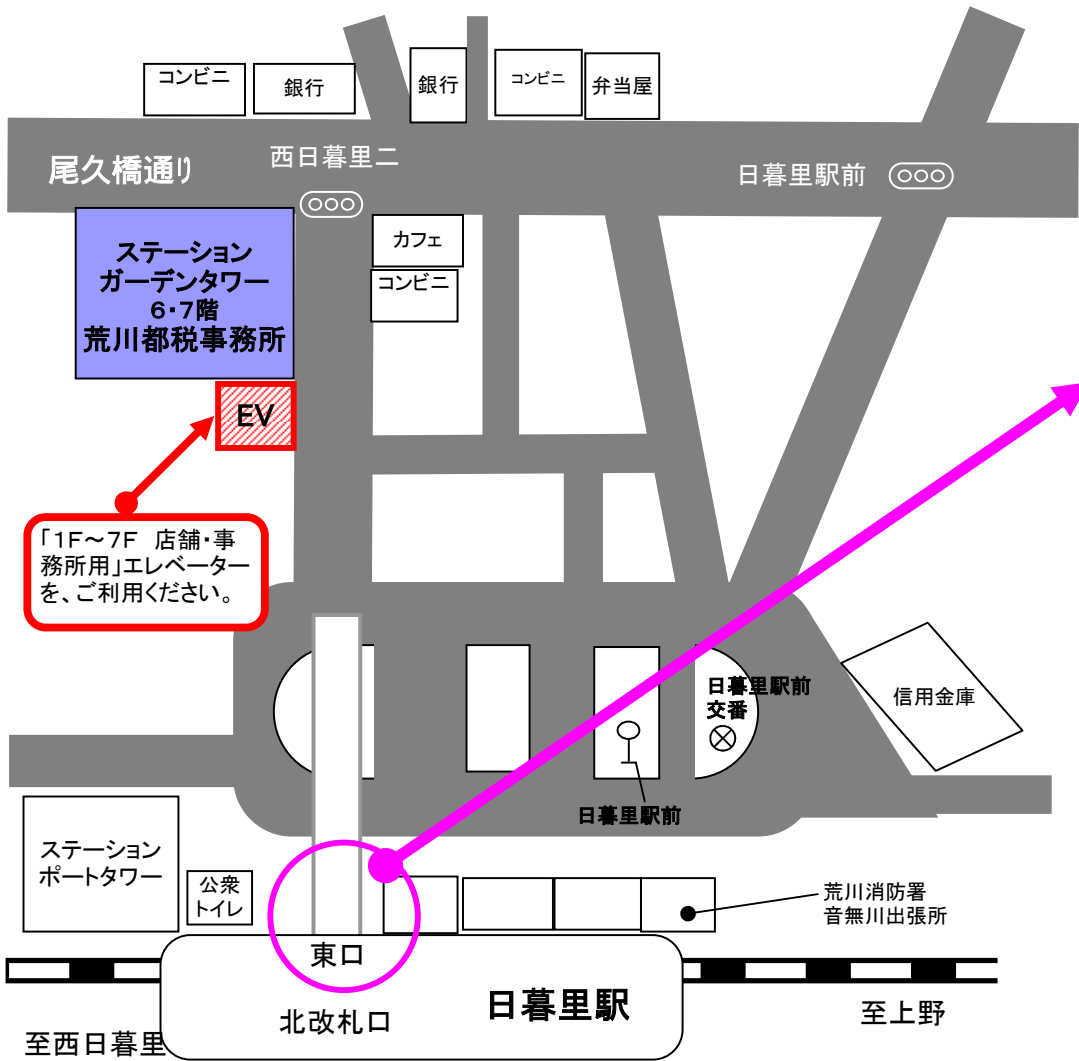 コンビニ
銀行
銀行
コンビニ
弁当屋
尾久橋通り
西日暮里二
日暮里駅前
ステーション
ガーデンタワー
6・7階
荒川都税事務所
カフェ
コンビニ
EV
「1F～7F 店舗・事
務所用」エレベーター
を、ご利用ください。
日暮里駅前
交番
信用金庫
日暮里駅前
ステーション
ポートタワー
公衆
トイレ
荒川消防署
音無川出張所
東口
北改札口
日暮里駅
至上野
至西日暮里